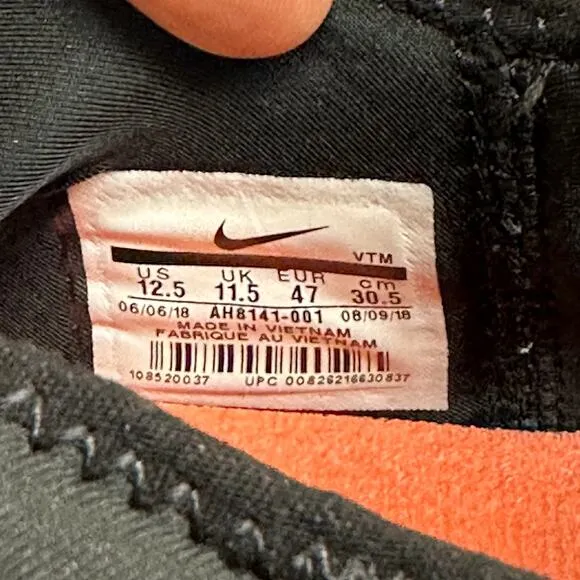 VTM
US UK EUR cm
12.5 11.5 47 30.5
06/06/18 AH8141-001 08/09/18
MADE IN VIETNAM
FABRIQUE AU VIETNAM
108520037 UPC 00826216630837